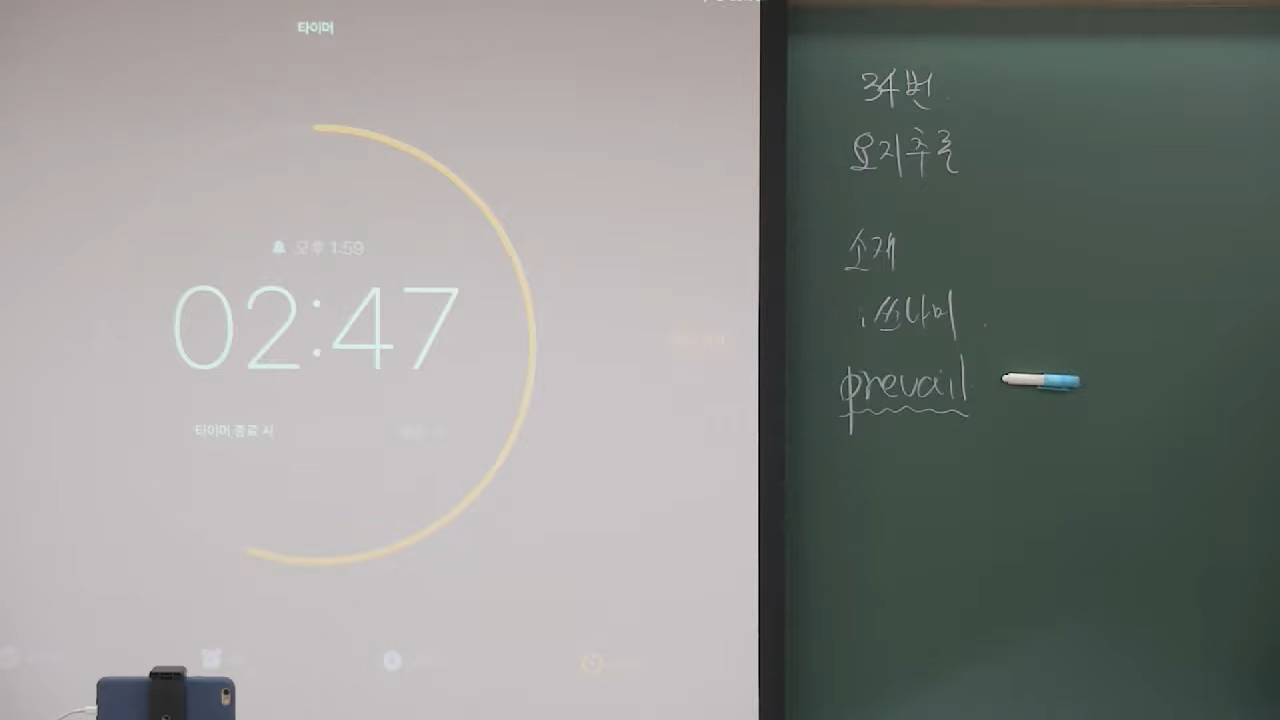 타이머
오후 1:59
02:47
타이머 종료 시
34번
요지추론
소개
쓰나미
prevail